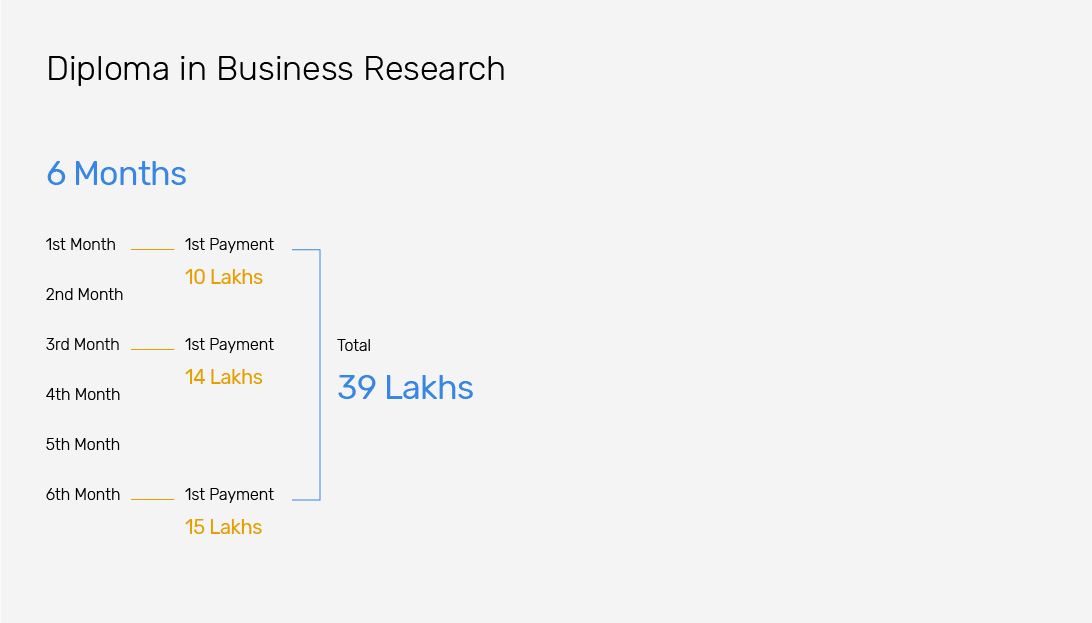 Diploma in Business Research
6 Months
1st Month
1st Payment
10 Lakhs
2nd Month
3rd Month
1st Payment
14 Lakhs
Total
39 Lakhs
4th Month
5th Month
6th Month
1st Payment
15 Lakhs